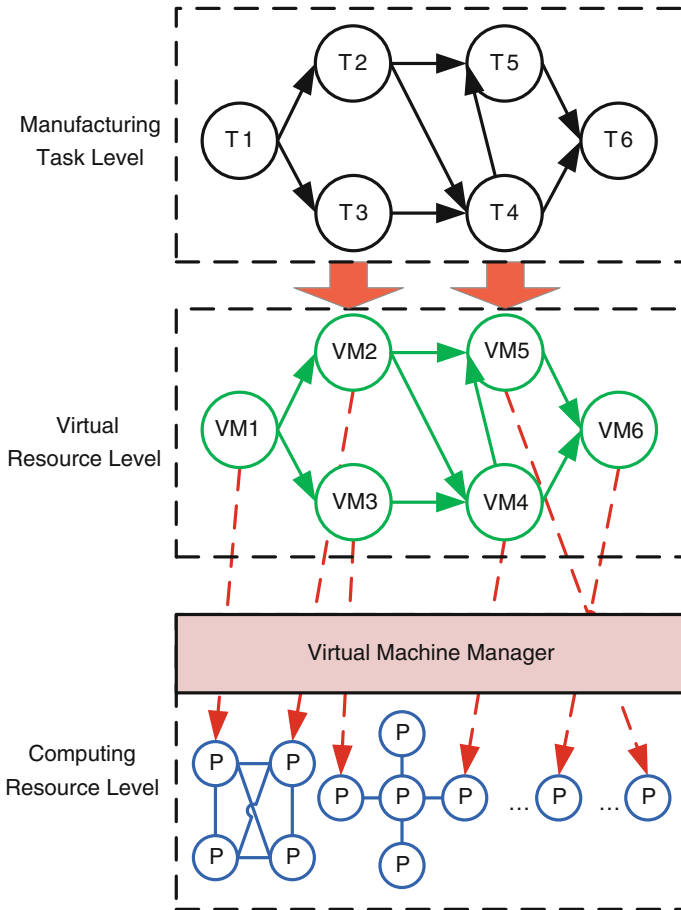 T2
T5
Manufacturing
Task Level
T1
T6
T3
T4
VM2
VM5
Virtual
Resource Level
VM1
VM6
VM3
VM4
Virtual Machine Manager
Computing
Resource Level
P
P
P
P
P
P
...
P
...
P
P
P
P